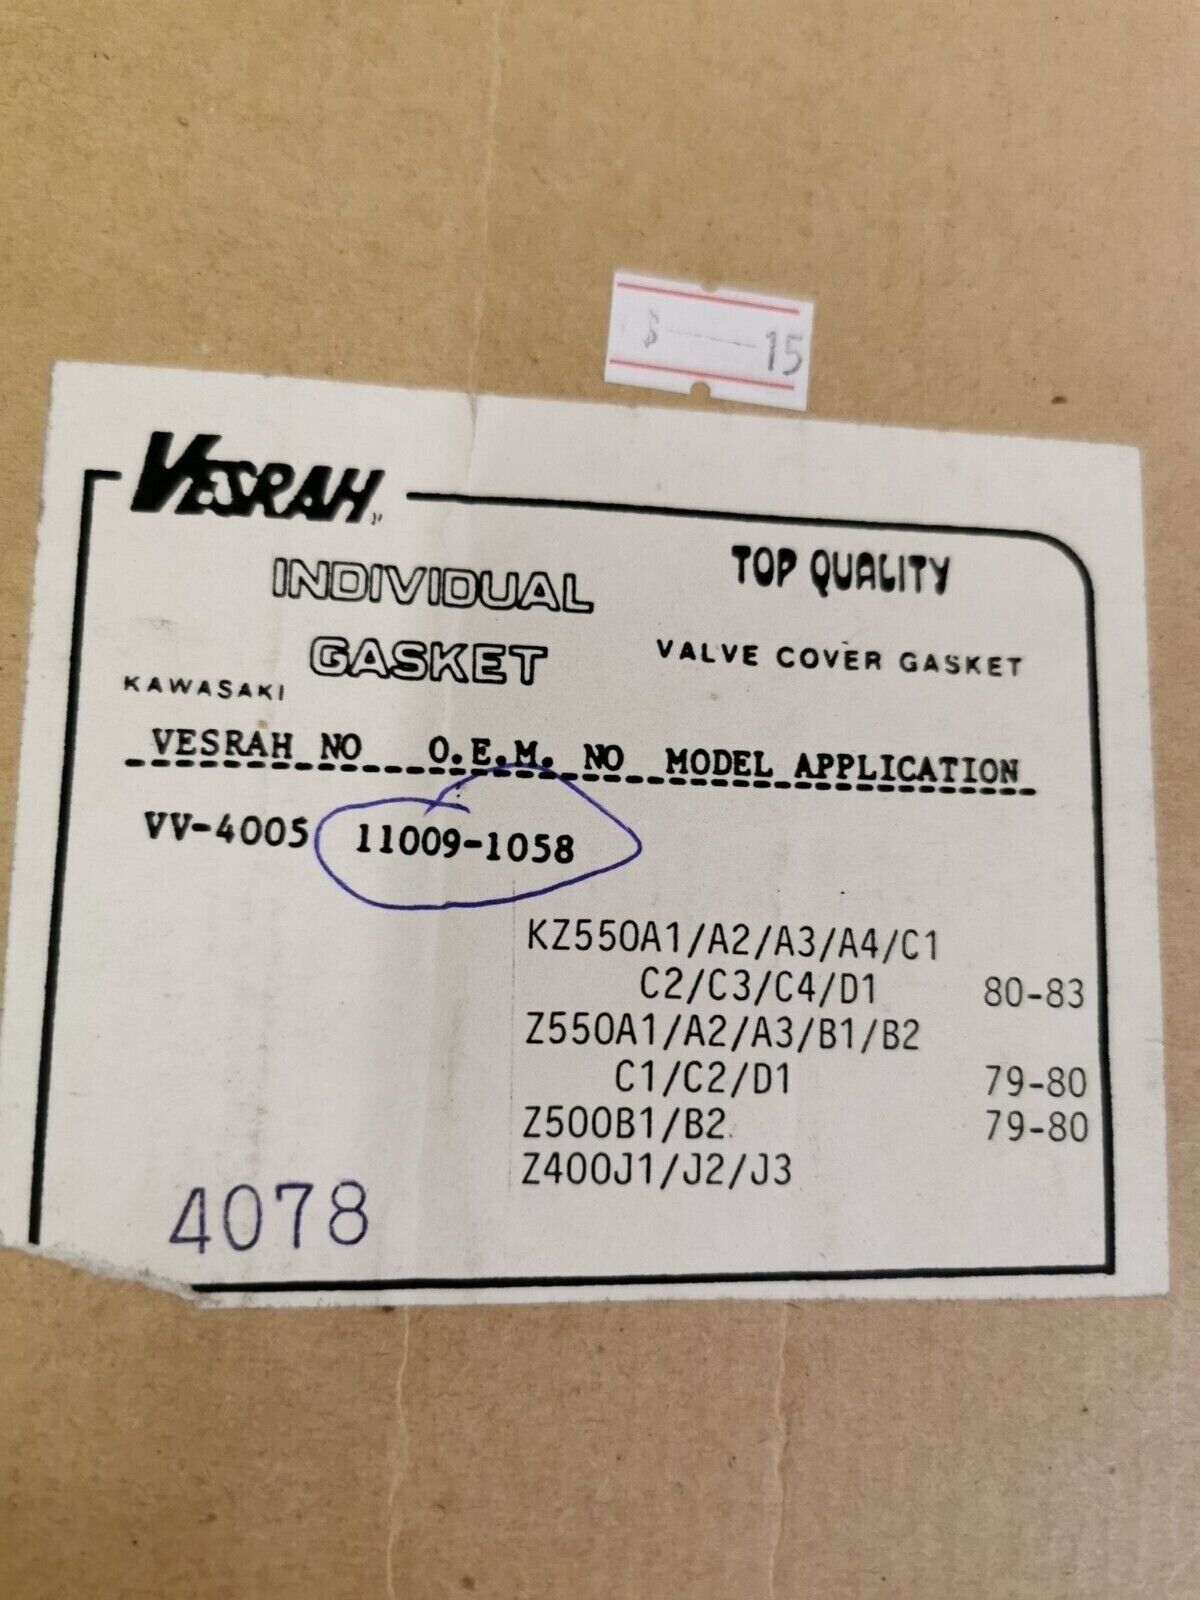 $ 15
VESRAH
INDIVIDUAL
GASKET
TOP QUALITY
VALVE COVER GASKET
KAWASAKI
VESRAH NO O.E.M. NO MODEL APPLICATION
VV-4005 11009-1058
KZ550A1/A2/A3/A4/C1
C2/C3/C4/D1 80-83
Z550A1/A2/A3/B1/B2
C1/C2/D1 79-80
Z500B1/B2 79-80
Z400J1/J2/J3
4078